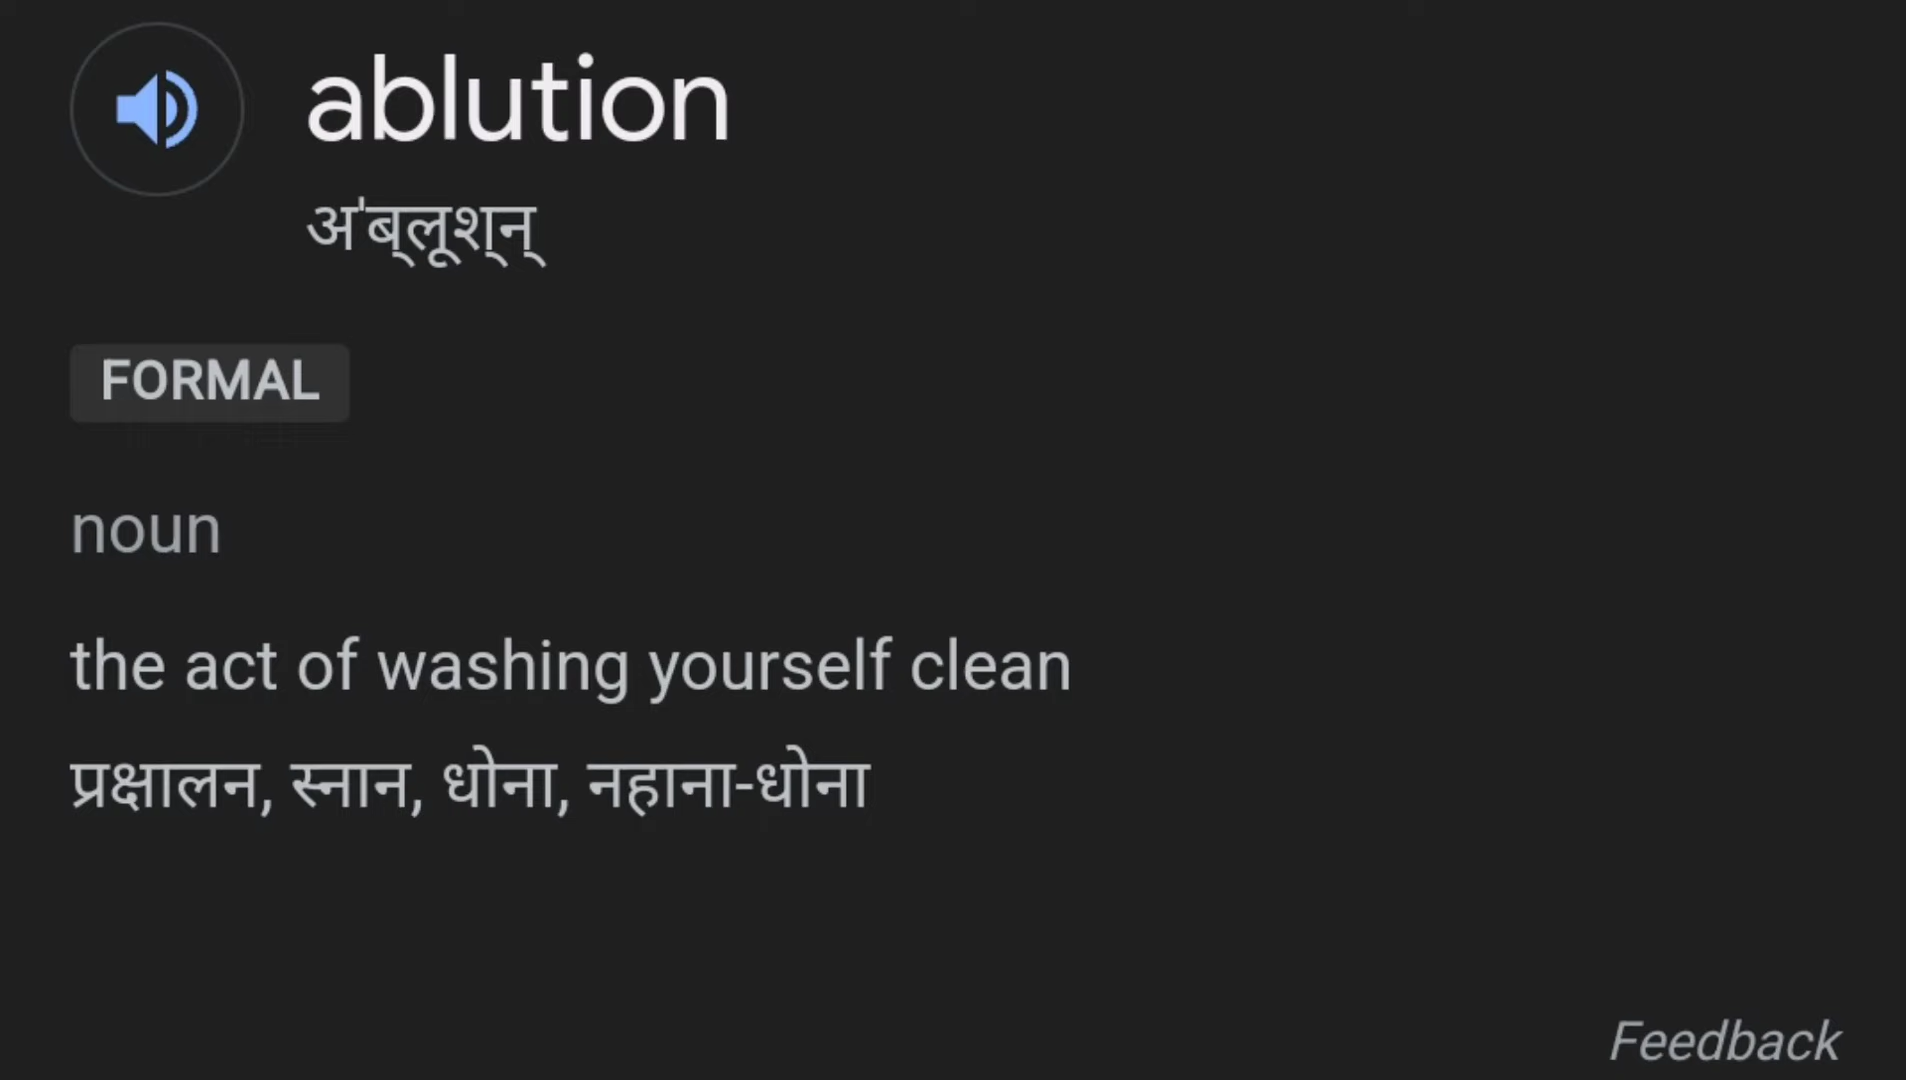 ablution
अ'ब्लूश्न्
FORMAL
noun
the act of washing yourself clean
प्रक्षालन, स्नान, धोना, नहाना-धोना
Feedback